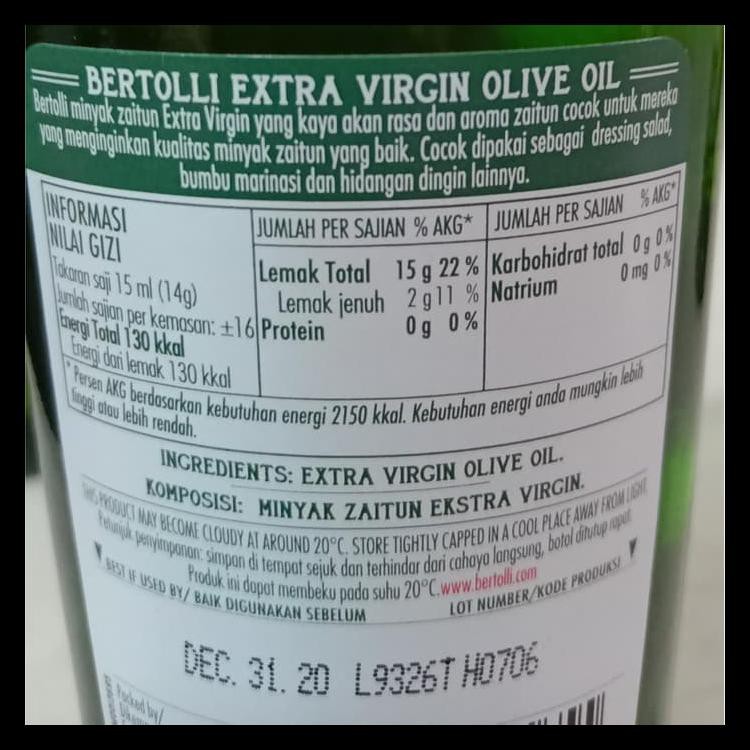 BERTOLLI EXTRA VIRGIN OLIVE OIL
Bertolli minyak zaitun Extra Virgin yang kaya akan rasa dan aroma zaitun cocok untuk mereka
yang menginginkan kualitas minyak zaitun yang baik. Cocok dipakai sebagai dressing salad,
bumbu marinasi dan hidangan dingin lainnya.
INFORMASI
NILAI GIZI
Takaran saji 15 ml (14g)
Jumlah sajian per kemasan: ±16
Energi Total 130 kkal
Energi dari lemak 130 kkal
JUMLAH PER SAJIAN % AKG*
Lemak Total 15 g 22 %
Lemak jenuh 2 g 11 %
Protein 0 g 0%
JUMLAH PER SAJIAN % AKG*
Karbohidrat total 0 g 0%
Natrium 0 mg 0%
* Persen AKG berdasarkan kebutuhan energi 2150 kkal. Kebutuhan energi anda mungkin lebih
tinggi atau lebih rendah.
INGREDIENTS: EXTRA VIRGIN OLIVE OIL.
KOMPOSISI: MINYAK ZAITUN EKSTRA VIRGIN.
THIS PRODUCT MAY BECOME CLOUDY AT AROUND 20°C. STORE TIGHTLY CAPPED IN A COOL PLACE AWAY FROM LIGHT.
Petunjuk penyimpanan: simpan di tempat sejuk dan terhindar dari cahaya langsung, botol ditutup rapat.
Produk ini dapat membeku pada suhu 20°C. www.bertolli.com
BEST IF USED BY/ BAIK DIGUNAKAN SEBELUM
LOT NUMBER/KODE PRODUKSI
DEC. 31. 20 L9326T H0706
Packed by/